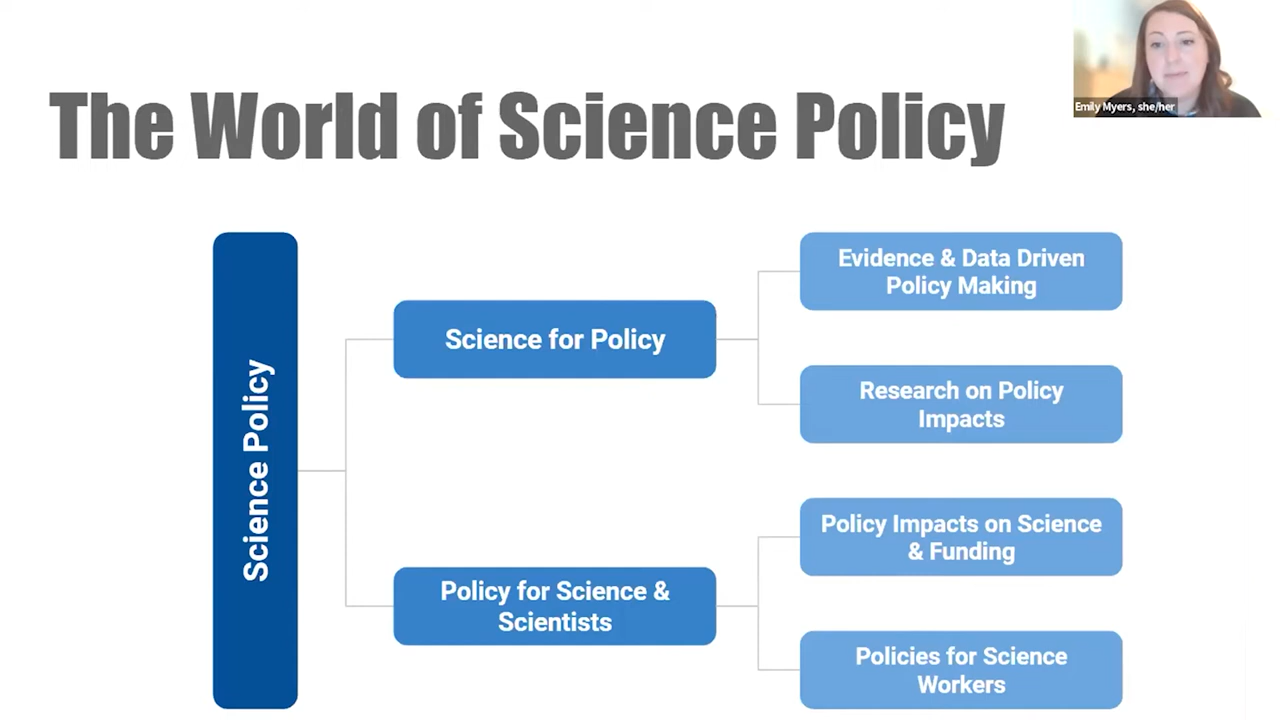 Emily Myers, she/her
The World of Science Policy
Science Policy
Science for Policy
Evidence & Data Driven
Policy Making
Research on Policy
Impacts
Policy for Science &
Scientists
Policy Impacts on Science
& Funding
Policies for Science
Workers